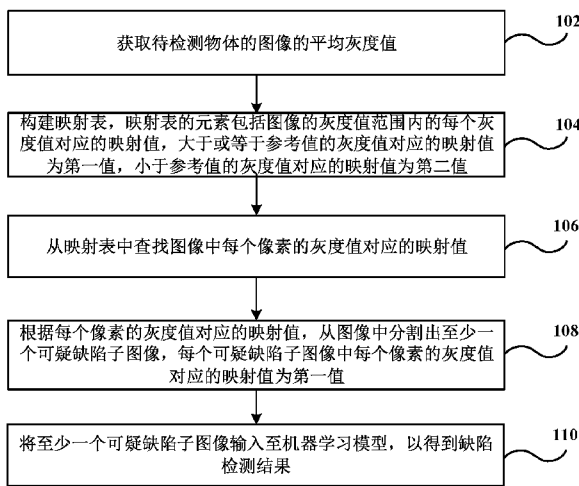 获取待检测物体的图像的平均灰度值
102
构建映射表，映射表的元素包括图像的灰度值范围内的每个灰
度值对应的映射值，大于或等于参考值的灰度值对应的映射值
为第一值，小于参考值的灰度值对应的映射值为第二值
104
从映射表中查找图像中每个像素的灰度值对应的映射值
106
根据每个像素的灰度值对应的映射值，从图像中分割出至少一
个可疑缺陷子图像，每个可疑缺陷子图像中每个像素的灰度值
对应的映射值为第一值
108
将至少一个可疑缺陷子图像输入至机器学习模型，以得到缺陷
检测结果
110